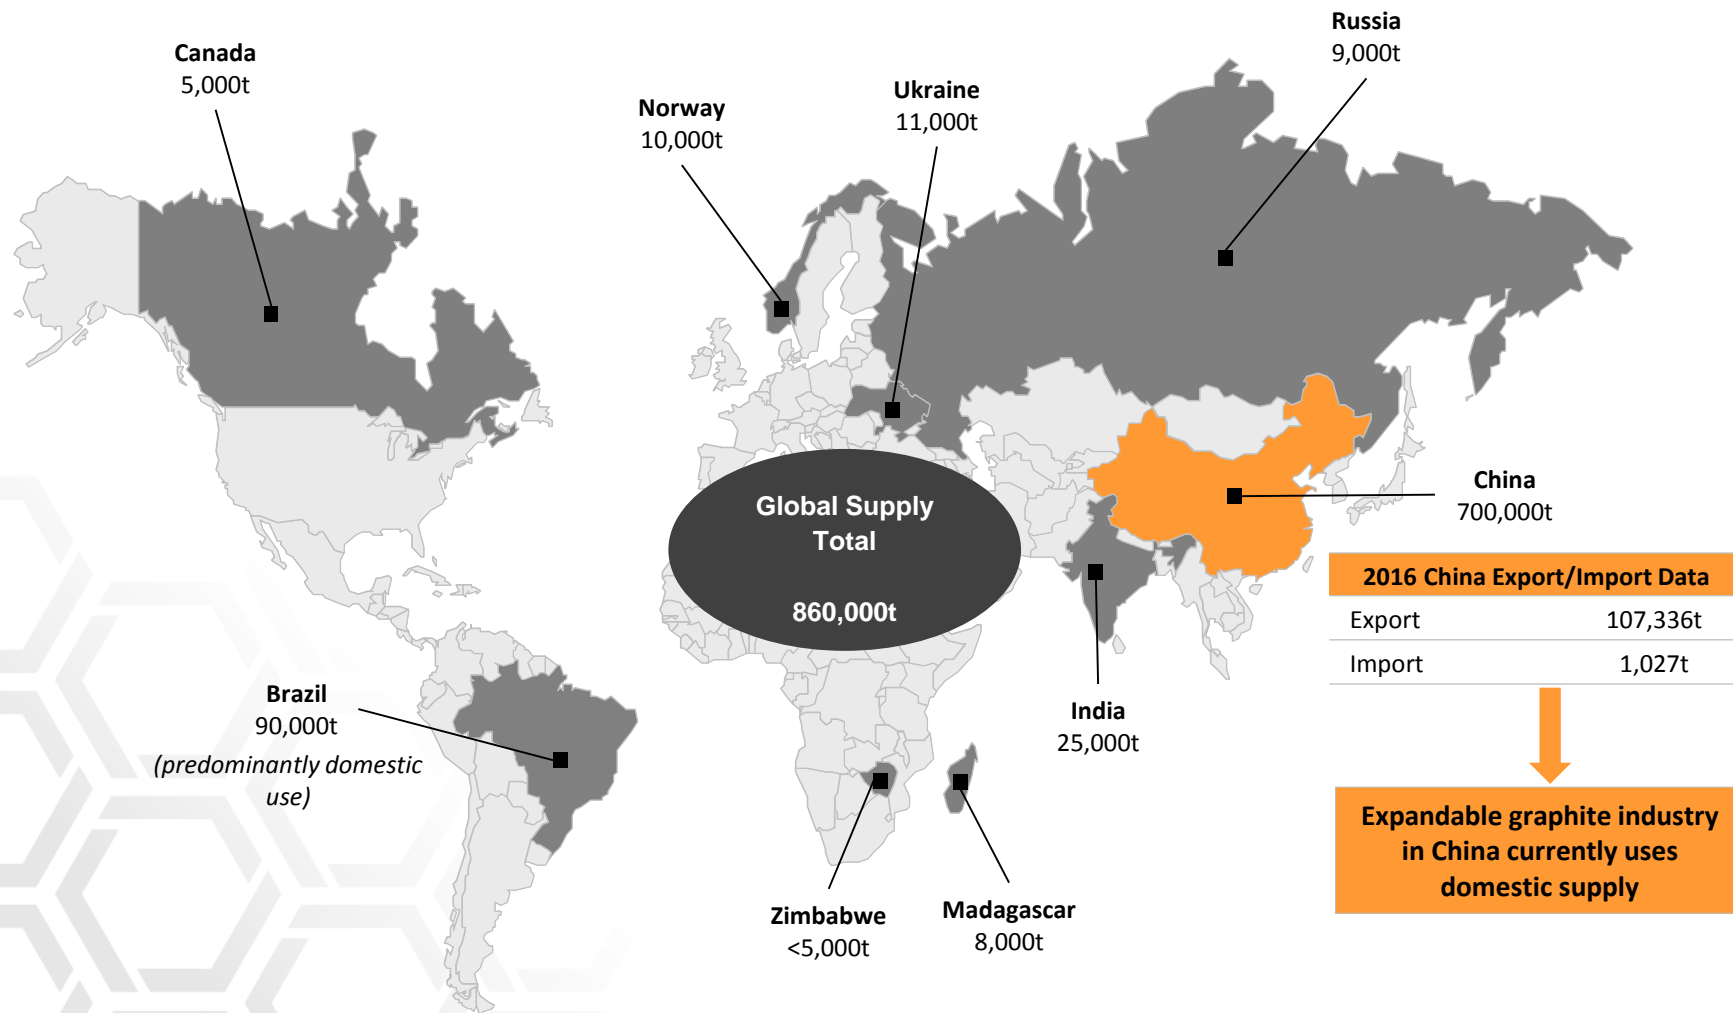 Russia
9,000t
Canada
5,000t
Ukraine
11,000t
Norway
10,000t
China
700,000t
Global Supply
Total
860,000t
2016 China Export/Import Data
Export 107,336t
Import 1,027t
Brazil
90,000t
(predominantly domestic
use)
India
25,000t
Expandable graphite industry
in China currently uses
domestic supply
Zimbabwe
<5,000t
Madagascar
8,000t